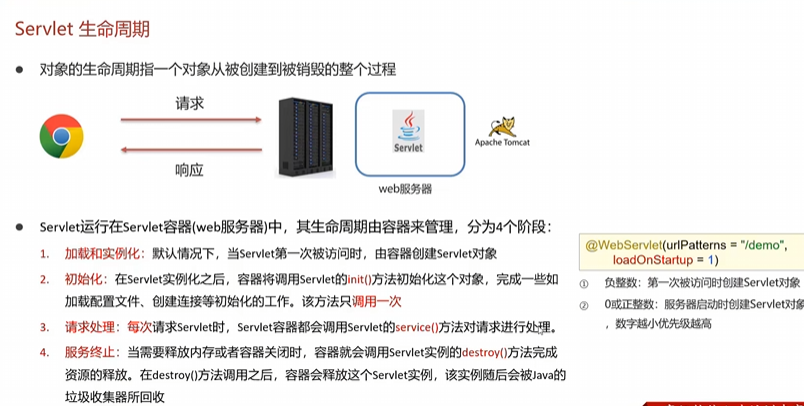 Servlet 生命周期
● 对象的生命周期指一个对象从被创建到被销毁的整个过程
请求
响应
Servlet
web服务器
Apache Tomcat
● Servlet运行在Servlet容器(web服务器)中，其生命周期由容器来管理，分为4个阶段：
1. 加载和实例化：默认情况下，当Servlet第一次被访问时，由容器创建Servlet对象
2. 初始化：在Servlet实例化之后，容器将调用Servlet的init()方法初始化这个对象，完成一些如
加载配置文件、创建连接等初始化的工作。该方法只调用一次
3. 请求处理：每次请求Servlet时，Servlet容器都会调用Servlet的service()方法对请求进行处理。
4. 服务终止：当需要释放内存或者容器关闭时，容器就会调用Servlet实例的destroy()方法完成
资源的释放。在destroy()方法调用之后，容器会释放这个Servlet实例，该实例随后会被Java的
垃圾收集器所回收
@WebServlet(urlPatterns = "/demo",
loadOnStartup = 1)
① 负整数：第一次被访问时创建Servlet对象
② 0或正整数：服务器启动时创建Servlet对象
，数字越小优先级越高